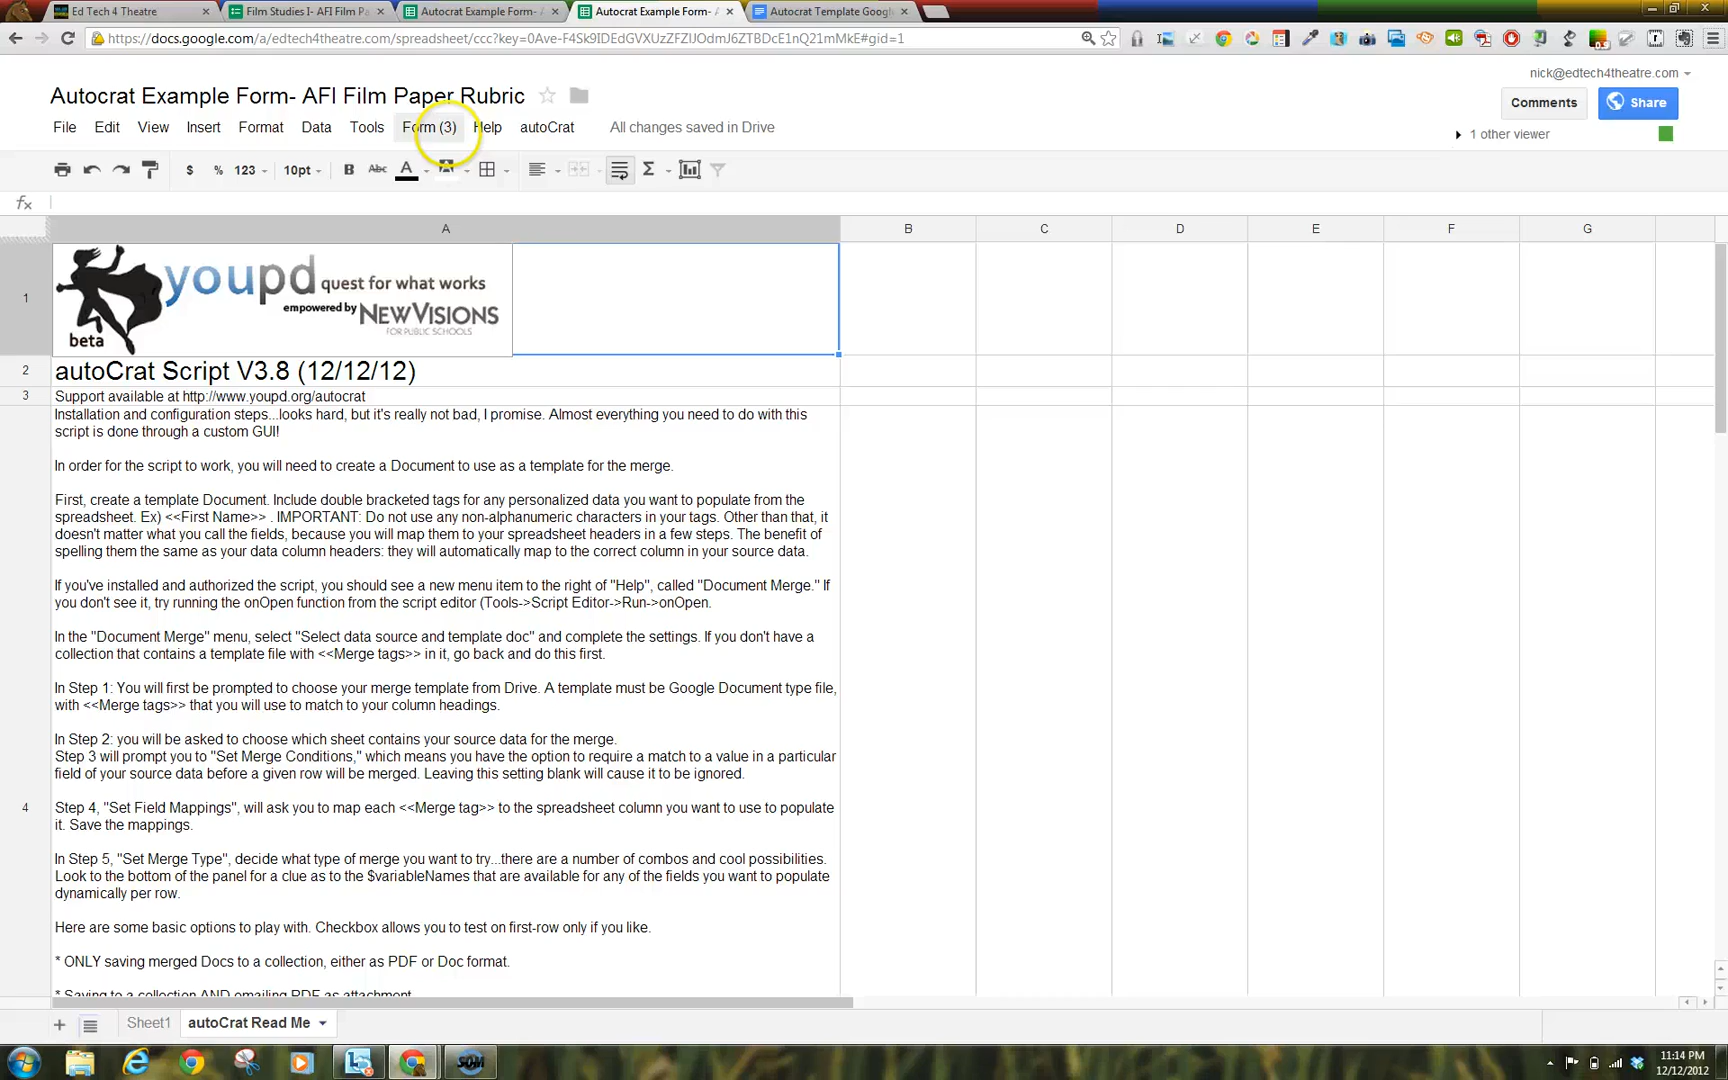 Ed Tech 4 Theatre
Film Studies I- AFI Film Pa
Autocrat Example Form- A
Autocrat Example Form- A
Autocrat Template Google
https://docs.google.com/a/edtech4theatre.com/spreadsheet/ccc?key=0Ave-F4Sk9IDEdGVXUzZFZlJOdmJ6ZTBDcE1nQ21mMkE#gid=1
nick@edtech4theatre.com
Autocrat Example Form- AFI Film Paper Rubric
Comments
Share
File Edit View Insert Format Data Tools Form (3) Help autoCrat All changes saved in Drive
1 other viewer
$ % 123 10pt B Abc A Σ
fx
A B C D E F G
1
youpd quest for what works
empowered by NEWVISIONS
FOR PUBLIC SCHOOLS
beta
2 autoCrat Script V3.8 (12/12/12)
3 Support available at http://www.youpd.org/autocrat
Installation and configuration steps...looks hard, but it's really not bad, I promise. Almost everything you need to do with this
script is done through a custom GUI!
In order for the script to work, you will need to create a Document to use as a template for the merge.
First, create a template Document. Include double bracketed tags for any personalized data you want to populate from the
spreadsheet. Ex) <<First Name>> . IMPORTANT: Do not use any non-alphanumeric characters in your tags. Other than that, it
doesn't matter what you call the fields, because you will map them to your spreadsheet headers in a few steps. The benefit of
spelling them the same as your data column headers: they will automatically map to the correct column in your source data.
If you've installed and authorized the script, you should see a new menu item to the right of "Help", called "Document Merge." If
you don't see it, try running the onOpen function from the script editor (Tools->Script Editor->Run->onOpen.
In the "Document Merge" menu, select "Select data source and template doc" and complete the settings. If you don't have a
collection that contains a template file with <<Merge tags>> in it, go back and do this first.
In Step 1: You will first be prompted to choose your merge template from Drive. A template must be Google Document type file,
with <<Merge tags>> that you will use to match to your column headings.
In Step 2: you will be asked to choose which sheet contains your source data for the merge.
Step 3 will prompt you to "Set Merge Conditions," which means you have the option to require a match to a value in a particular
field of your source data before a given row will be merged. Leaving this setting blank will cause it to be ignored.
4
Step 4, "Set Field Mappings", will ask you to map each <<Merge tag>> to the spreadsheet column you want to use to populate
it. Save the mappings.
In Step 5, "Set Merge Type", decide what type of merge you want to try...there are a number of combos and cool possibilities.
Look to the bottom of the panel for a clue as to the $variableNames that are available for any of the fields you want to populate
dynamically per row.
Here are some basic options to play with. Checkbox allows you to test on first-row only if you like.
* ONLY saving merged Docs to a collection, either as PDF or Doc format.
* Saving to a collection AND emailing PDF as attachment
Sheet1 autoCrat Read Me
SOM
11:14 PM
12/12/2012